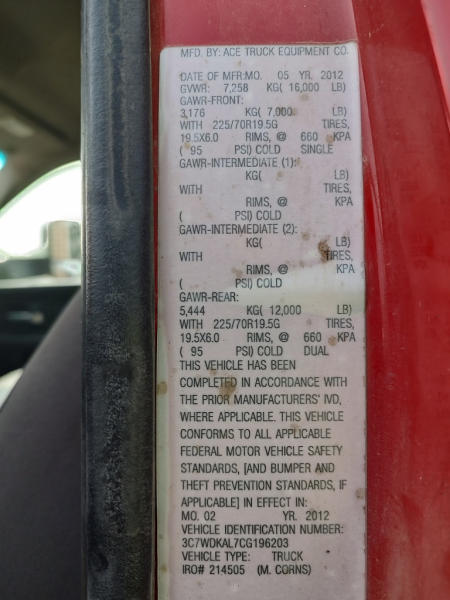 MFD. BY: ACE TRUCK EQUIPMENT CO.
DATE OF MFR:MO. 05 YR. 2012
GVWR: 7,258 KG( 16,000 LB)
GAWR-FRONT:
3,176 KG( 7,000 LB)
WITH 225/70R19.5G TIRES,
19.5X6.0 RIMS, @ 660 KPA
( 95 PSI) COLD SINGLE
GAWR-INTERMEDIATE (1):
KG( LB)
WITH TIRES,
RIMS, @ KPA
( PSI) COLD
GAWR-INTERMEDIATE (2):
KG( LB)
WITH TIRES,
RIMS, @ KPA
( PSI) COLD
GAWR-REAR:
5,444 KG( 12,000 LB)
WITH 225/70R19.5G TIRES,
19.5X6.0 RIMS, @ 660 KPA
( 95 PSI) COLD DUAL
THIS VEHICLE HAS BEEN
COMPLETED IN ACCORDANCE WITH
THE PRIOR MANUFACTURERS' IVD,
WHERE APPLICABLE. THIS VEHICLE
CONFORMS TO ALL APPLICABLE
FEDERAL MOTOR VEHICLE SAFETY
STANDARDS, [AND BUMPER AND
THEFT PREVENTION STANDARDS, IF
APPLICABLE] IN EFFECT IN:
MO. 02 YR. 2012
VEHICLE IDENTIFICATION NUMBER:
3C7WDKAL7CG196203
VEHICLE TYPE: TRUCK
IRO# 214505 (M. CORNS)